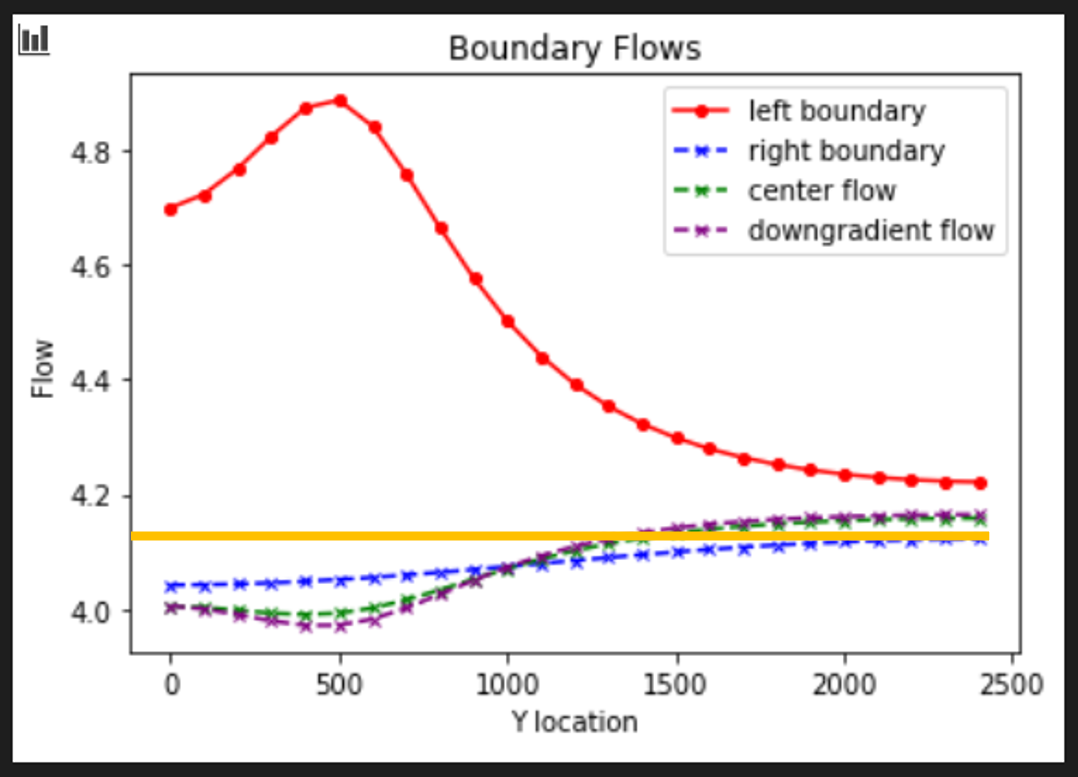 Boundary Flows
left boundary
right boundary
center flow
downgradient flow
4.8
4.6
4.4
4.2
4.0
Flow
0 500 1000 1500 2000 2500
Y location